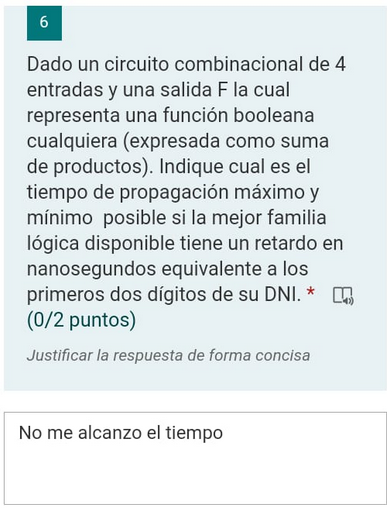 6
Dado un circuito combinacional de 4
entradas y una salida F la cual
representa una función booleana
cualquiera (expresada como suma
de productos). Indique cual es el
tiempo de propagación máximo y
mínimo posible si la mejor familia
lógica disponible tiene un retardo en
nanosegundos equivalente a los
primeros dos dígitos de su DNI. *
(0/2 puntos)
Justificar la respuesta de forma concisa
No me alcanzo el tiempo